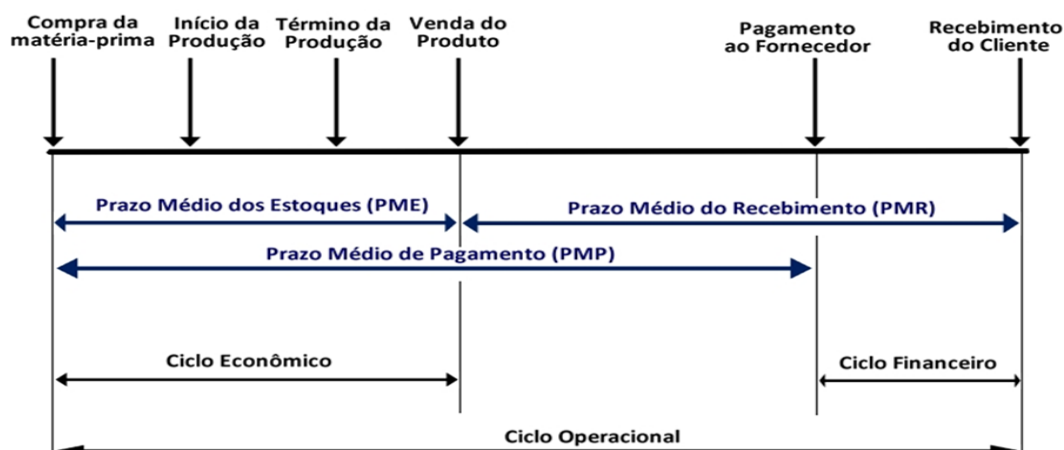 Compra da
matéria-prima
Início da
Produção
Término da
Produção
Venda do
Produto
Pagamento
ao Fornecedor
Recebimento
do Cliente
Prazo Médio dos Estoques (PME)
Prazo Médio do Recebimento (PMR)
Prazo Médio de Pagamento (PMP)
Ciclo Econômico
Ciclo Financeiro
Ciclo Operacional